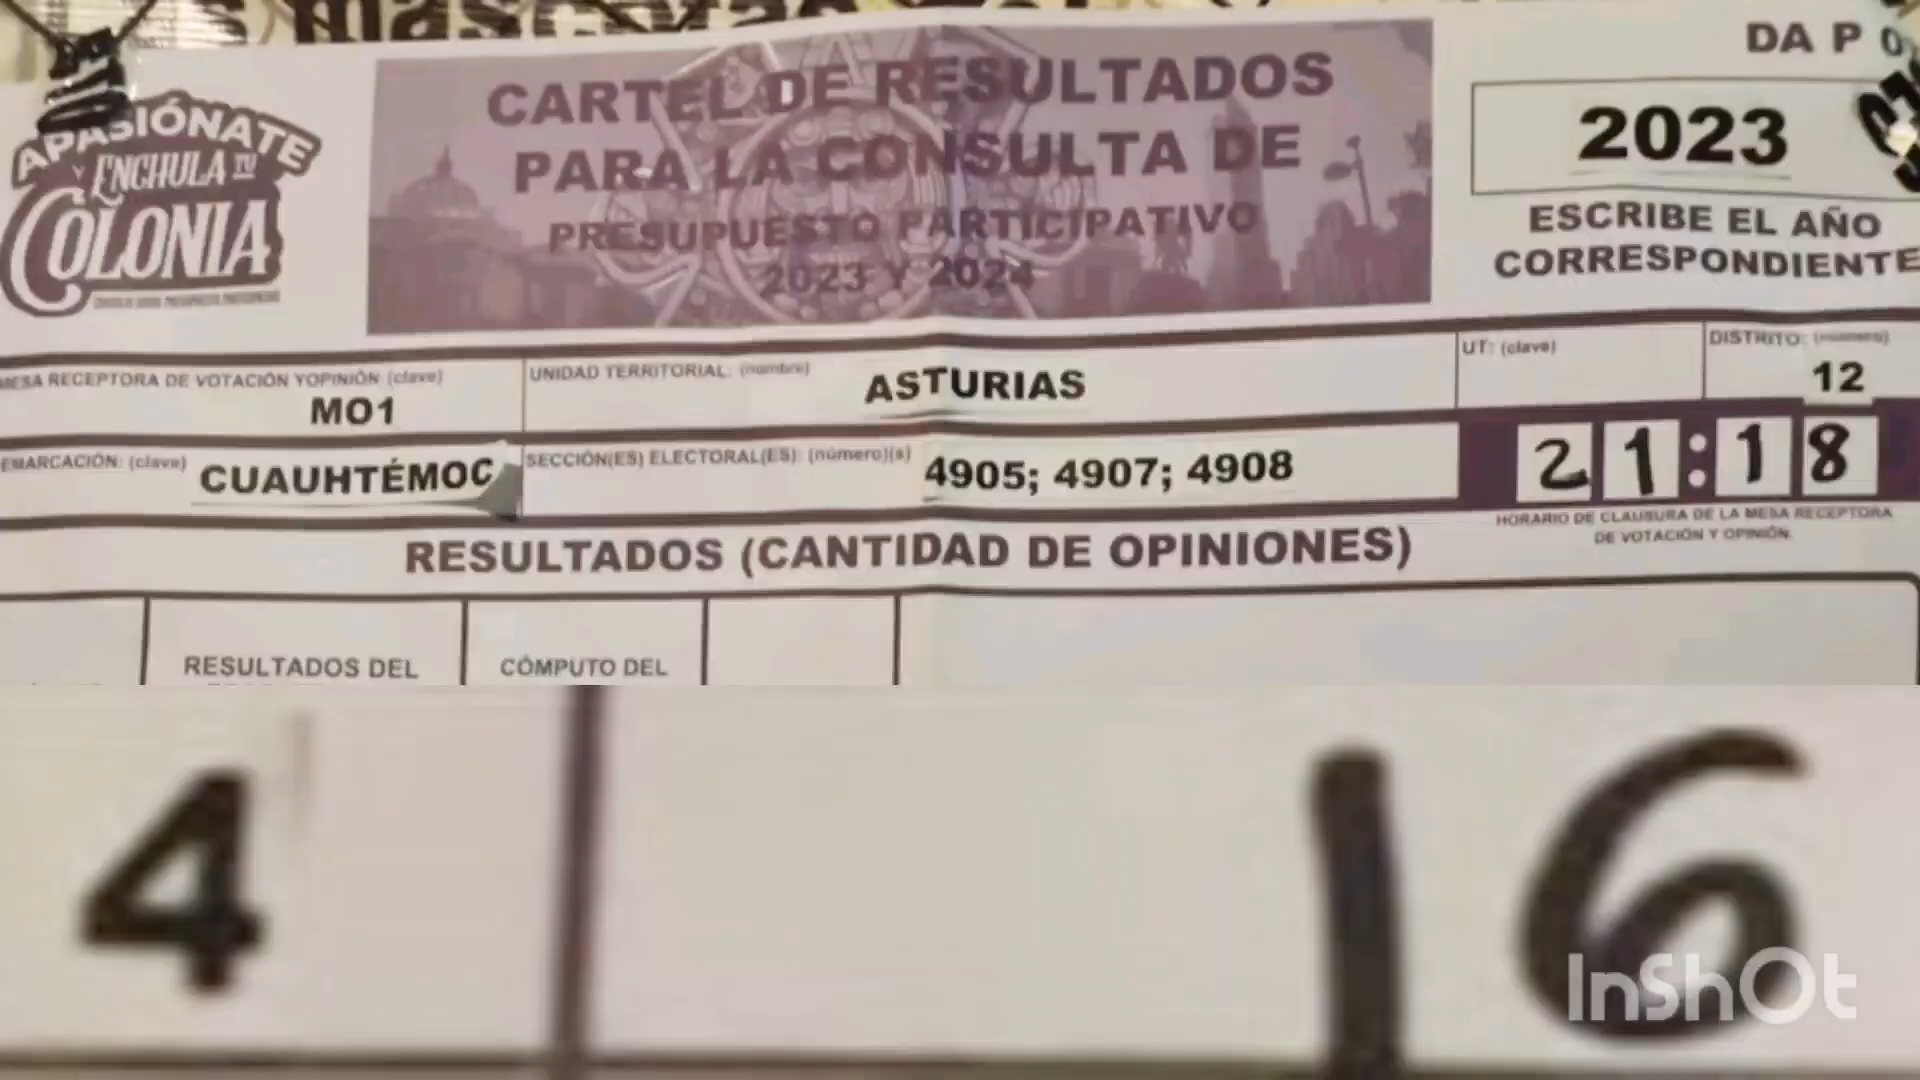 DA P 0
APASIÓNATE
Y ENCHULA TU
COLONIA
CARTEL DE RESULTADOS
PARA LA CONSULTA DE
PRESUPUESTO PARTICIPATIVO
2023 Y 2024
2023
ESCRIBE EL AÑO
CORRESPONDIENTE
MESA RECEPTORA DE VOTACIÓN YOPINIÓN (clave)
MO1
UNIDAD TERRITORIAL: (nombre)
ASTURIAS
UT: (clave)
DISTRITO: (número)
12
EMARCACIÓN: (clave)
CUAUHTÉMOC
SECCIÓN(ES) ELECTORAL(ES): (número)(s)
4905; 4907; 4908
21:18
HORARIO DE CLAUSURA DE LA MESA RECEPTORA
DE VOTACIÓN Y OPINIÓN.
RESULTADOS (CANTIDAD DE OPINIONES)
RESULTADOS DEL
CÓMPUTO DEL
4
16
InShOt